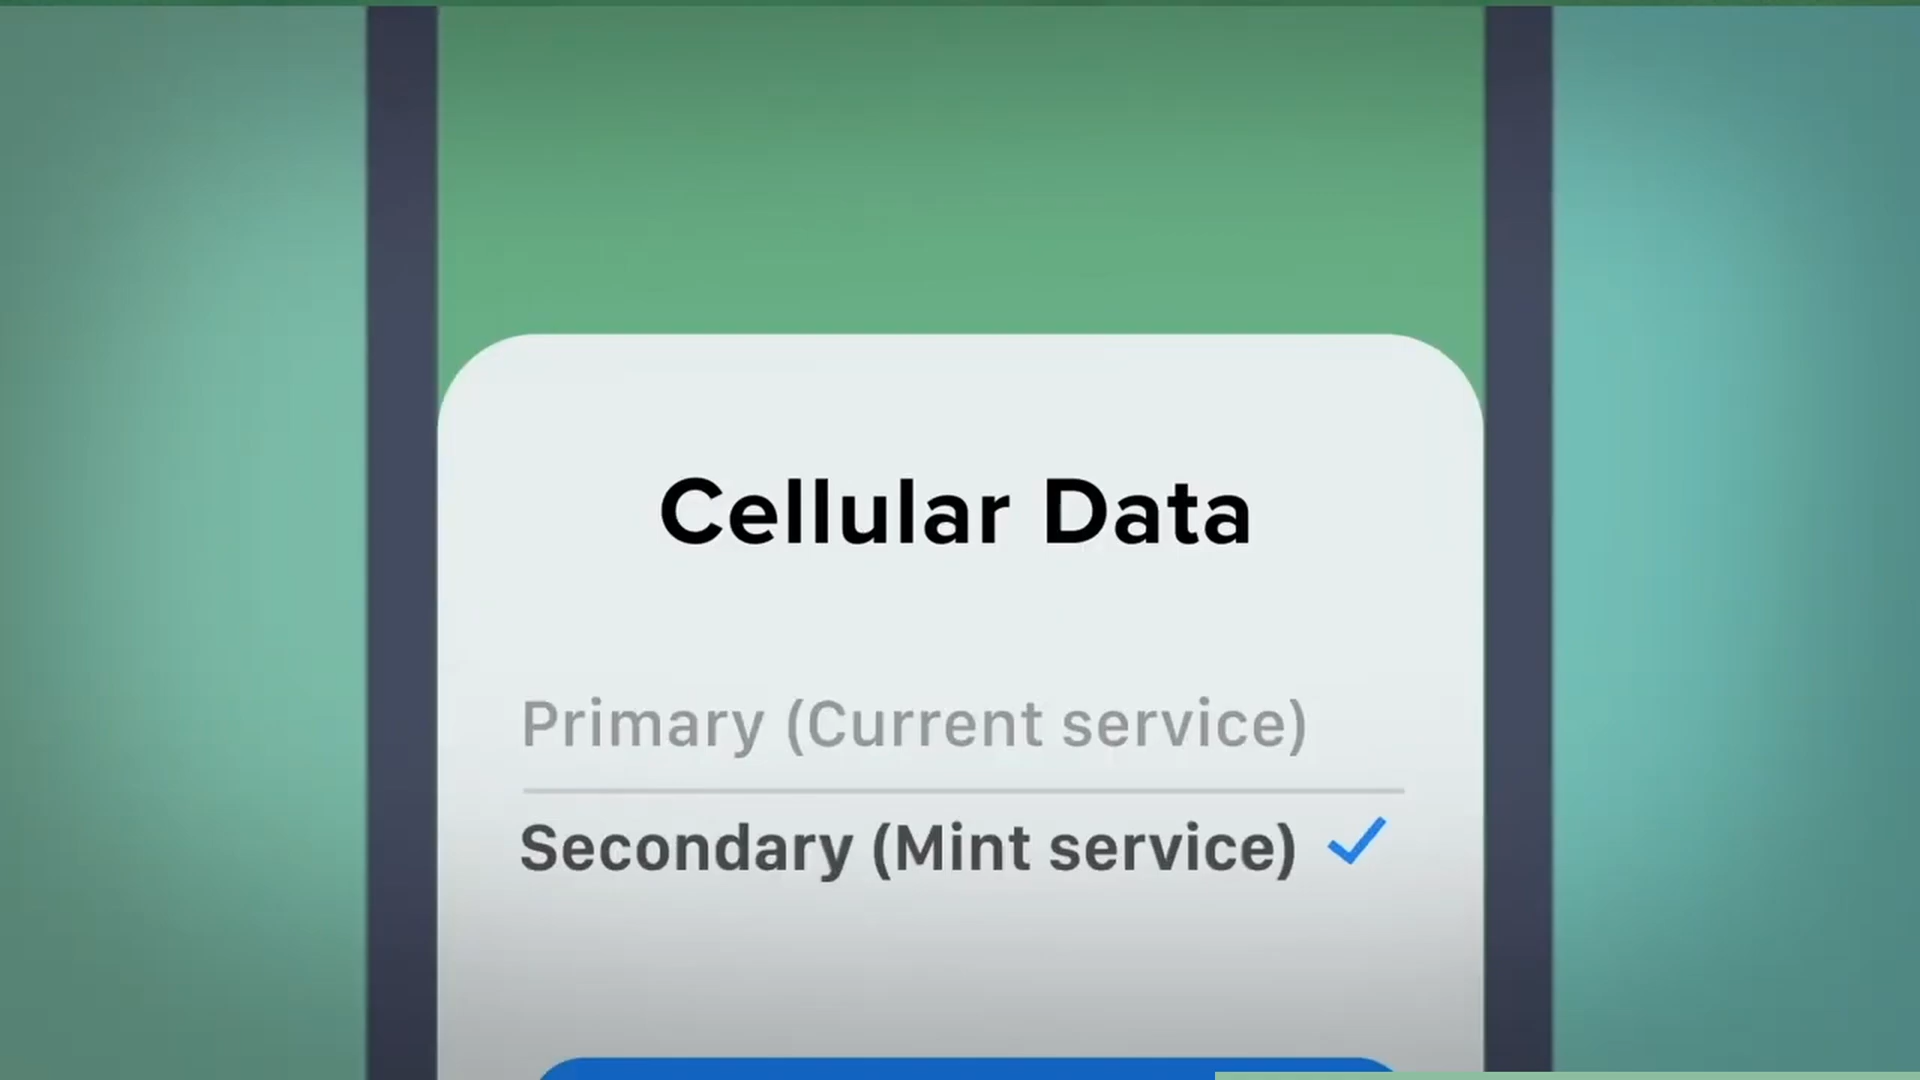 Cellular Data
Primary (Current service)
Secondary (Mint service)